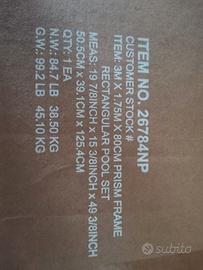 ITEM NO. 26784NP
CUSTOMER STOCK #
ITEM: 3M X 1.75M X 80CM PRISM FRAME
RECTANGULAR POOL SET
MEAS: 19 7/8INCH X 15 3/8INCH X 49 3/8INCH
50.5CM X 39.1CM X 125.4CM
QTY: 1 EA
N.W: 84.7 LB 38.50 KG
G.W: 99.2 LB 45.10 KG
subito